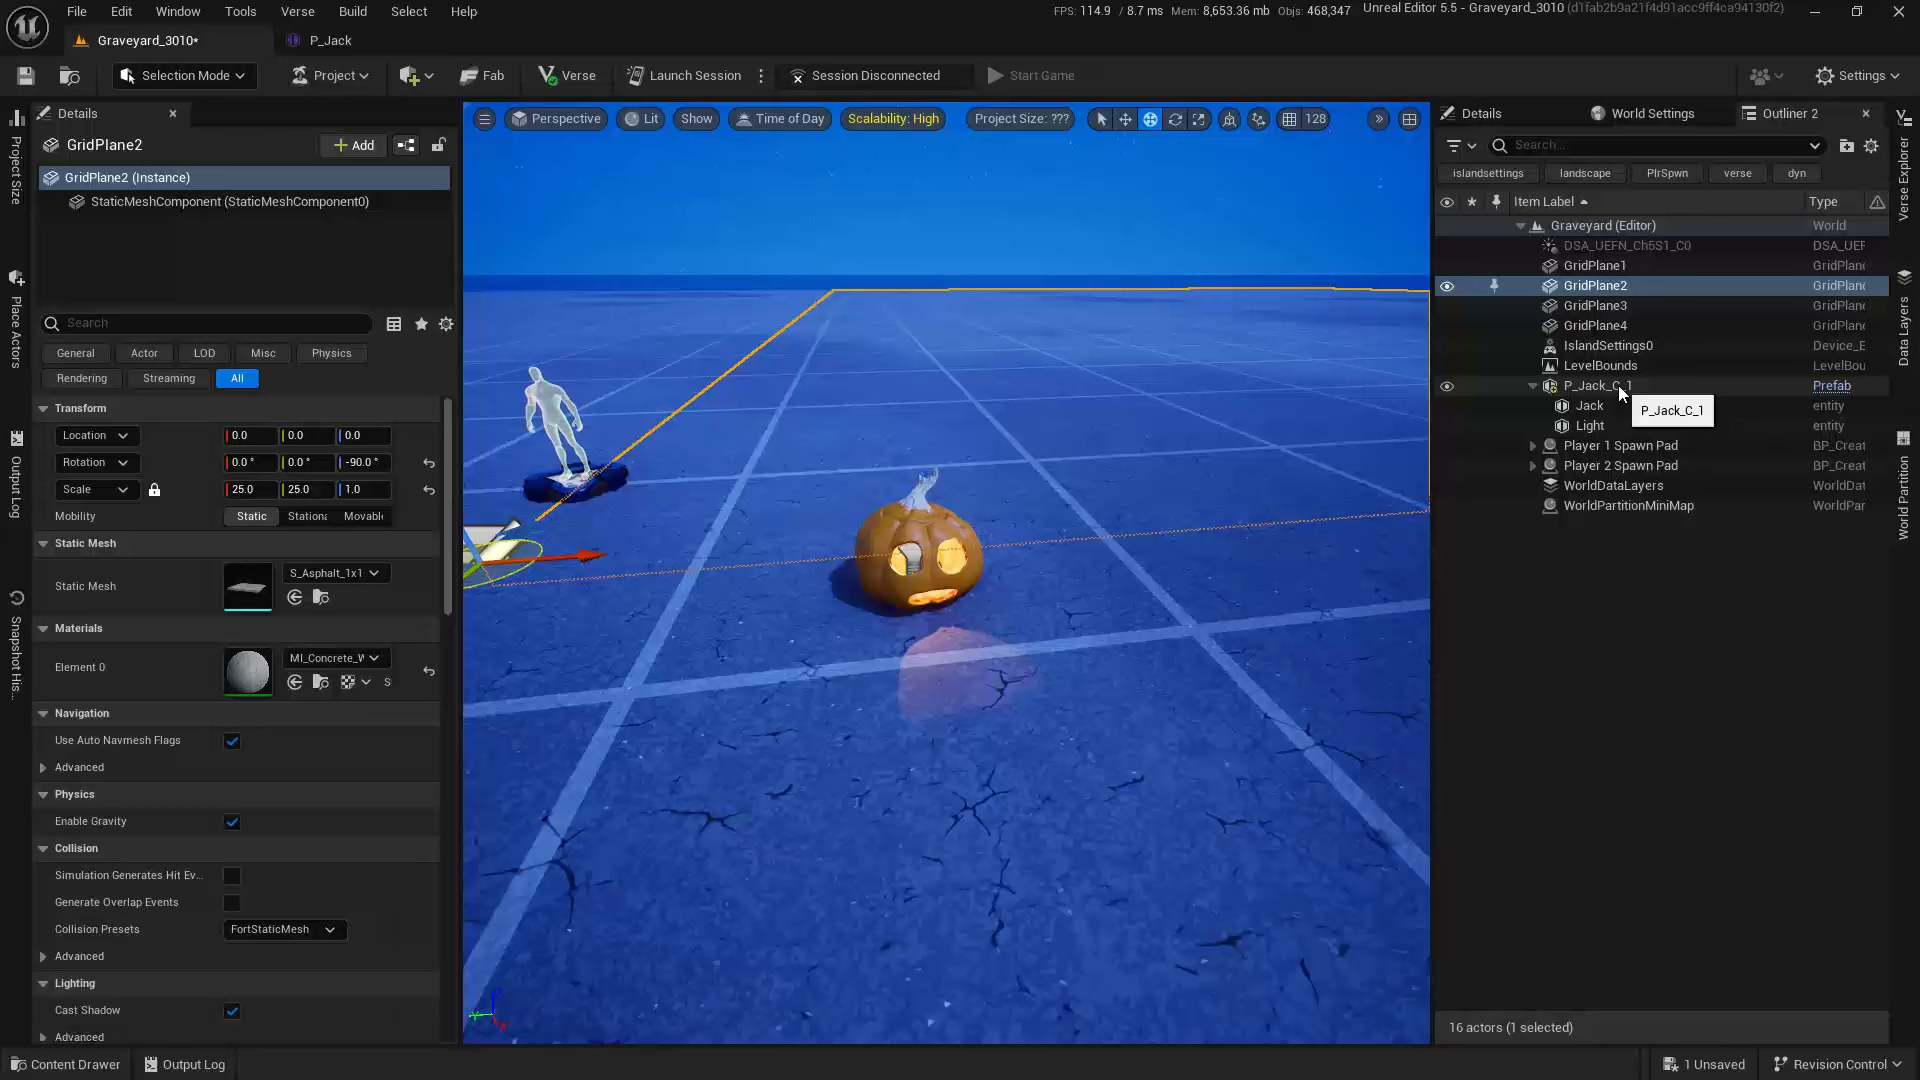 File Edit Window Tools Verse Build Select Help
FPS: 114.9 / 8.7 ms Mem: 8,653.36 mb Objs: 468,347
Unreal Editor 5.5 - Graveyard_3010 (d1fab2b9a21f4d91acc9ff4ca94130f2)
Graveyard_3010*
P_Jack
Selection Mode
Project
Fab
Verse
Launch Session
Session Disconnected
Start Game
Settings
Project Size
Place Actors
Output Log
Snapshot His...
Details
GridPlane2
Add
GridPlane2 (Instance)
StaticMeshComponent (StaticMeshComponent0)
Search
General Actor LOD Misc Physics
Rendering Streaming All
Transform
Location 0.0 0.0 0.0
Rotation 0.0 ° 0.0 ° -90.0 °
Scale 25.0 25.0 1.0
Mobility Static Stationa Movable
Static Mesh
Static Mesh S_Asphalt_1x1
Materials
Element 0 MI_Concrete_W
S
Navigation
Use Auto Navmesh Flags
Advanced
Physics
Enable Gravity
Collision
Simulation Generates Hit Ev...
Generate Overlap Events
Collision Presets FortStaticMesh
Advanced
Lighting
Cast Shadow
Advanced
Perspective Lit Show Time of Day Scalability: High Project Size: ??? 128
Details World Settings Outliner 2
Search...
islandsettings landscape PlrSpwn verse dyn
Item Label Type
Graveyard (Editor) World
DSA_UEFN_Ch5S1_C0 DSA_UEF
GridPlane1 GridPlane
GridPlane2 GridPlane
GridPlane3 GridPlane
GridPlane4 GridPlane
IslandSettings0 Device_E
LevelBounds LevelBou
P_Jack_C_1 Prefab
Jack entity
P_Jack_C_1
Light entity
Player 1 Spawn Pad BP_Creat
Player 2 Spawn Pad BP_Creat
WorldDataLayers WorldDat
WorldPartitionMiniMap WorldPar
16 actors (1 selected)
Verse Explorer
Data Layers
World Partition
Content Drawer
Output Log
1 Unsaved
Revision Control